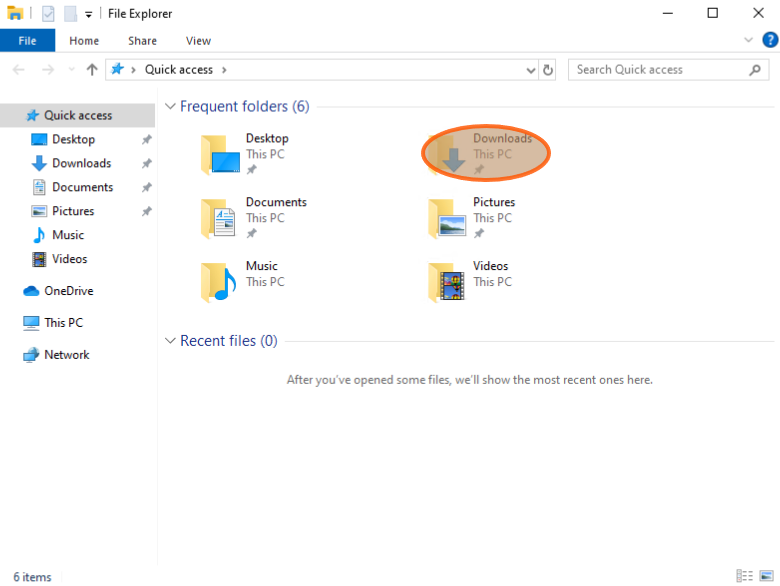 File Explorer
File Home Share View
Quick access
Search Quick access
Quick access
Desktop
Downloads
Documents
Pictures
Music
Videos
OneDrive
This PC
Network
Frequent folders (6)
Desktop
This PC
Downloads
This PC
Documents
This PC
Pictures
This PC
Music
This PC
Videos
This PC
Recent files (0)
After you've opened some files, we'll show the most recent ones here.
6 items